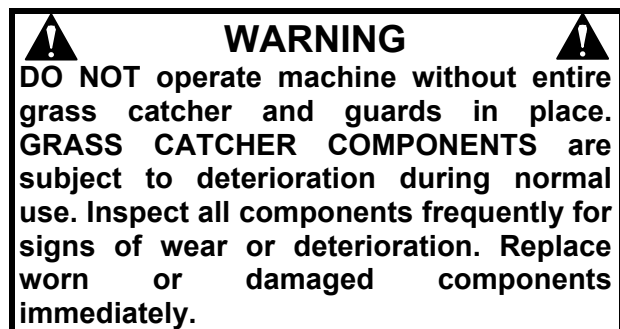 WARNING
DO NOT operate machine without entire
grass catcher and guards in place.
GRASS CATCHER COMPONENTS are
subject to deterioration during normal
use. Inspect all components frequently for
signs of wear or deterioration. Replace
worn or damaged components
immediately.